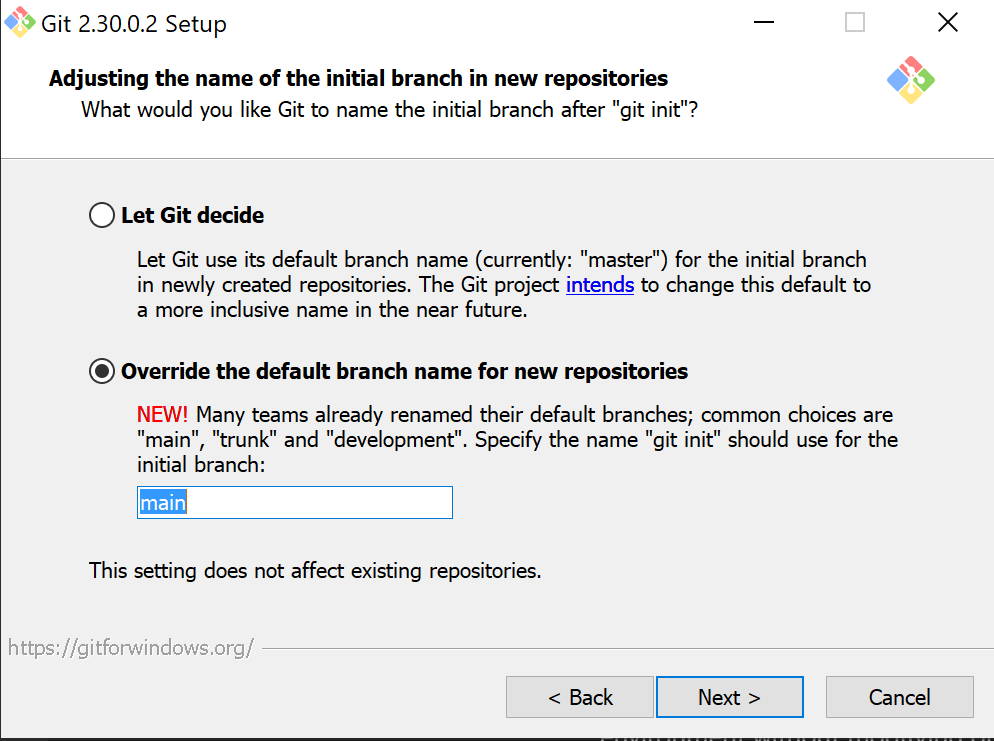 Git 2.30.0.2 Setup
Adjusting the name of the initial branch in new repositories
What would you like Git to name the initial branch after "git init"?
Let Git decide
Let Git use its default branch name (currently: "master") for the initial branch
in newly created repositories. The Git project intends to change this default to
a more inclusive name in the near future.
Override the default branch name for new repositories
NEW! Many teams already renamed their default branches; common choices are
"main", "trunk" and "development". Specify the name "git init" should use for the
initial branch:
main
This setting does not affect existing repositories.
https://gitforwindows.org/
< Back
Next >
Cancel